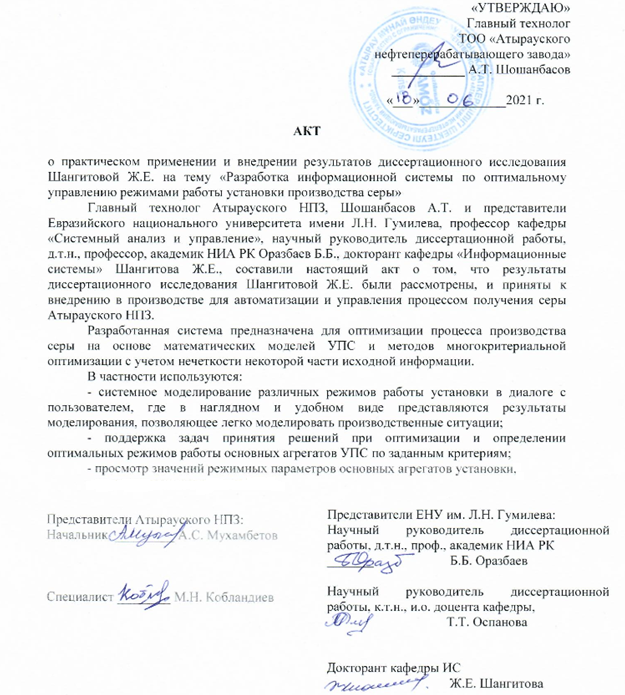 «УТВЕРЖДАЮ»
Главный технолог
ТОО «Атырауского
нефтеперерабатывающего завода»
А.Т. Шошанбасов
«18» 06 2021 г.
АКТ
о практическом применении и внедрении результатов диссертационного исследования
Шангитовой Ж.Е. на тему «Разработка информационной системы по оптимальному
управлению режимами работы установки производства серы»
Главный технолог Атырауского НПЗ, Шошанбасов А.Т. и представители
Евразийского национального университета имени Л.Н. Гумилева, профессор кафедры
«Системный анализ и управление», научный руководитель диссертационной работы,
д.т.н., профессор, академик НИА РК Оразбаев Б.Б., докторант кафедры «Информационные
системы» Шангитова Ж.Е., составили настоящий акт о том, что результаты
диссертационного исследования Шангитовой Ж.Е. были рассмотрены, и приняты к
внедрению в производстве для автоматизации и управления процессом получения серы
Атырауского НПЗ.
Разработанная система предназначена для оптимизации процесса производства
серы на основе математических моделей УПС и методов многокритериальной
оптимизации с учетом нечеткости некоторой части исходной информации.
В частности используются:
- системное моделирование различных режимов работы установки в диалоге с
пользователем, где в наглядном и удобном виде представляются результаты
моделирования, позволяющее легко моделировать производственные ситуации;
- поддержка задач принятия решений при оптимизации и определении
оптимальных режимов работы основных агрегатов УПС по заданным критериям;
- просмотр значений режимных параметров основных агрегатов установки.
Представители Атырауского НПЗ:
Начальник А.С. Мухамбетов
Специалист М.Н. Кобландиев
Представители ЕНУ им. Л.Н. Гумилева:
Научный руководитель диссертационной
работы, д.т.н., проф., академик НИА РК
Б.Б. Оразбаев
Научный руководитель диссертационной
работы, к.т.н., и.о. доцента кафедры,
Т.Т. Оспанова
Докторант кафедры ИС
Ж.Е. Шангитова